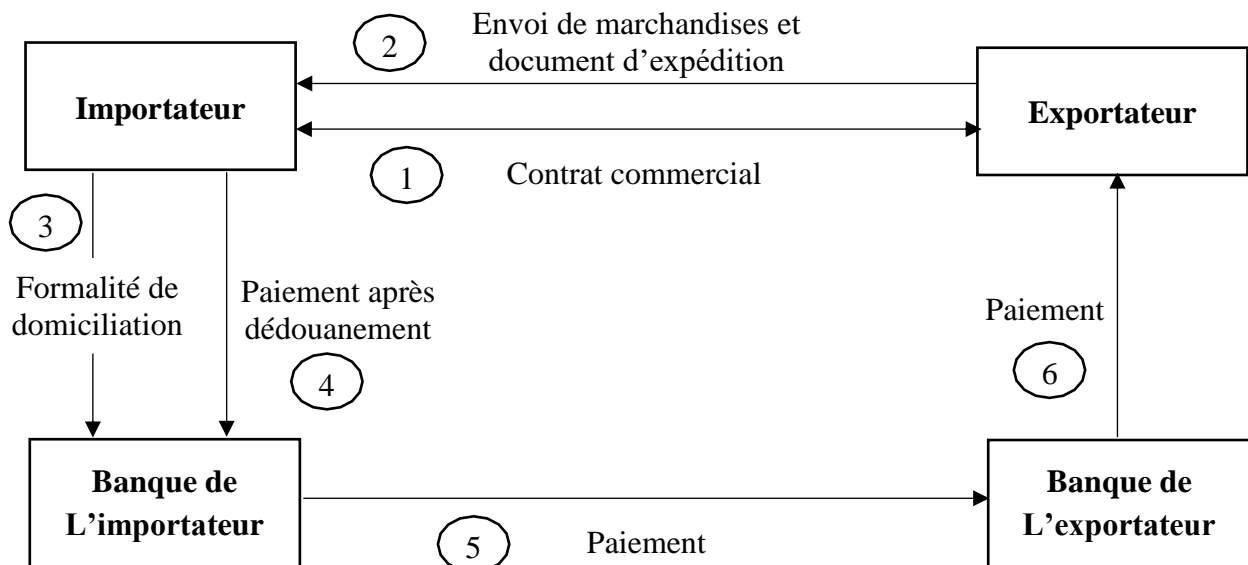 2
Envoi de marchandises et
document d’expédition
Importateur
Exportateur
1
Contrat commercial
3
Formalité de
domiciliation
Paiement après
dédouanement
4
Paiement
6
Banque de
L’importateur
Banque de
L’exportateur
5
Paiement